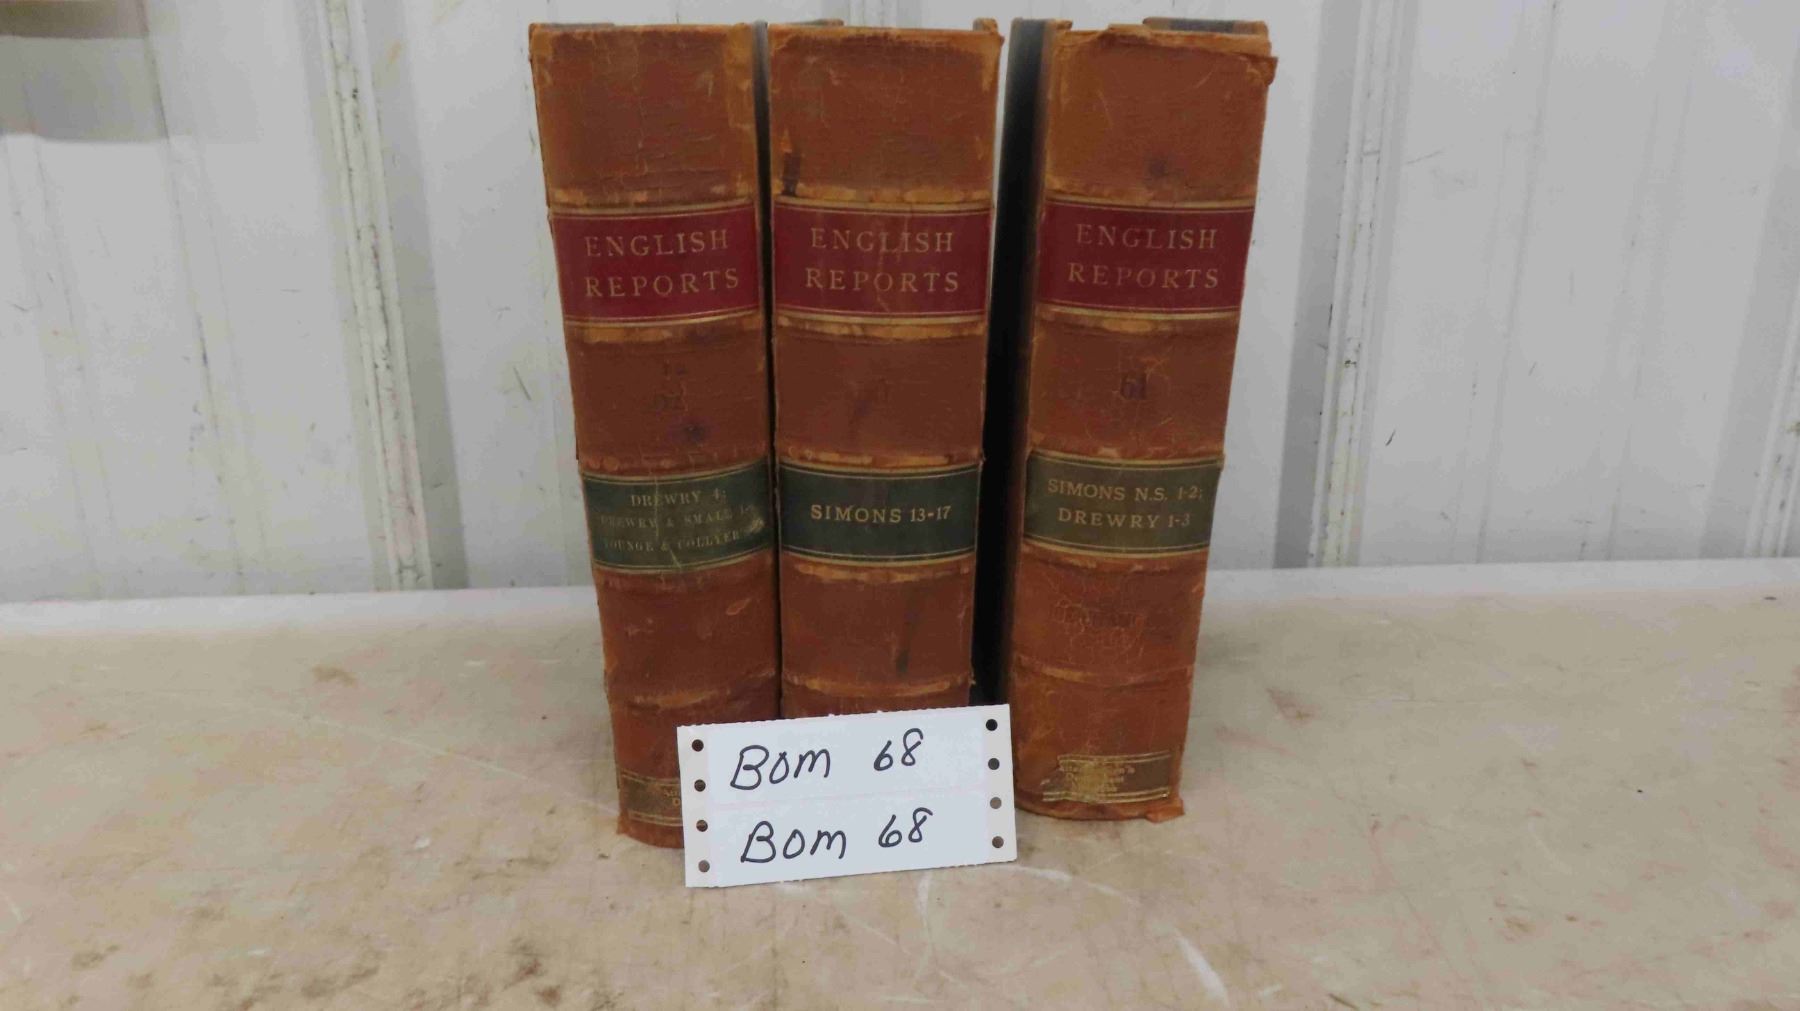 ENGLISH
REPORTS
DREWRY 4;
DREWRY & SMALE
YOUNGE & COLLYER
ENGLISH
REPORTS
SIMONS 13-17
ENGLISH
REPORTS
61
SIMONS N.S. 1-2;
DREWRY 1-3
BOM 68
BOM 68